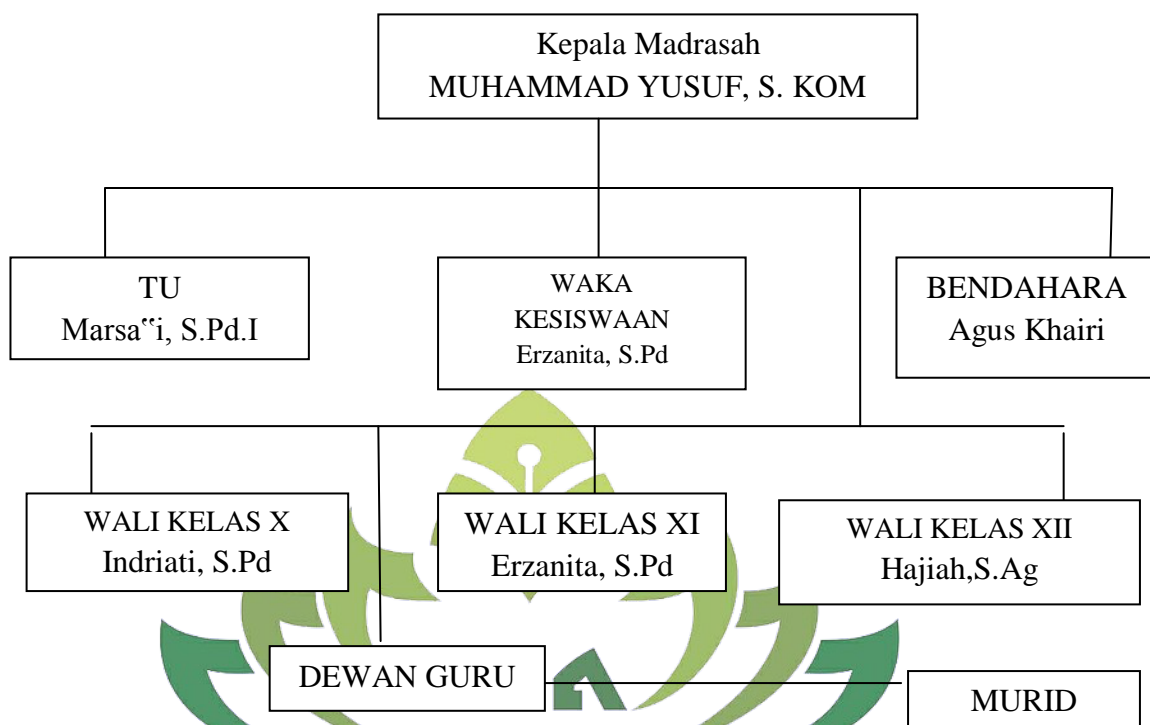 Kepala Madrasah
MUHAMMAD YUSUF, S. KOM
TU
Marsa‟i, S.Pd.I
WAKA
KESISWAAN
Erzanita, S.Pd
BENDAHARA
Agus Khairi
WALI KELAS X
Indriati, S.Pd
WALI KELAS XI
Erzanita, S.Pd
WALI KELAS XII
Hajiah,S.Ag
DEWAN GURU
MURID